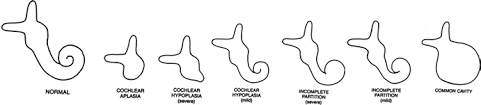 NORMAL
COCHLEAR
APLASIA
COCHLEAR
HYPOPLASIA
(severe)
COCHLEAR
HYPOPLASIA
(mild)
INCOMPLETE
PARTITION
(severe)
INCOMPLETE
PARTITION
(mild)
COMMON CAVITY